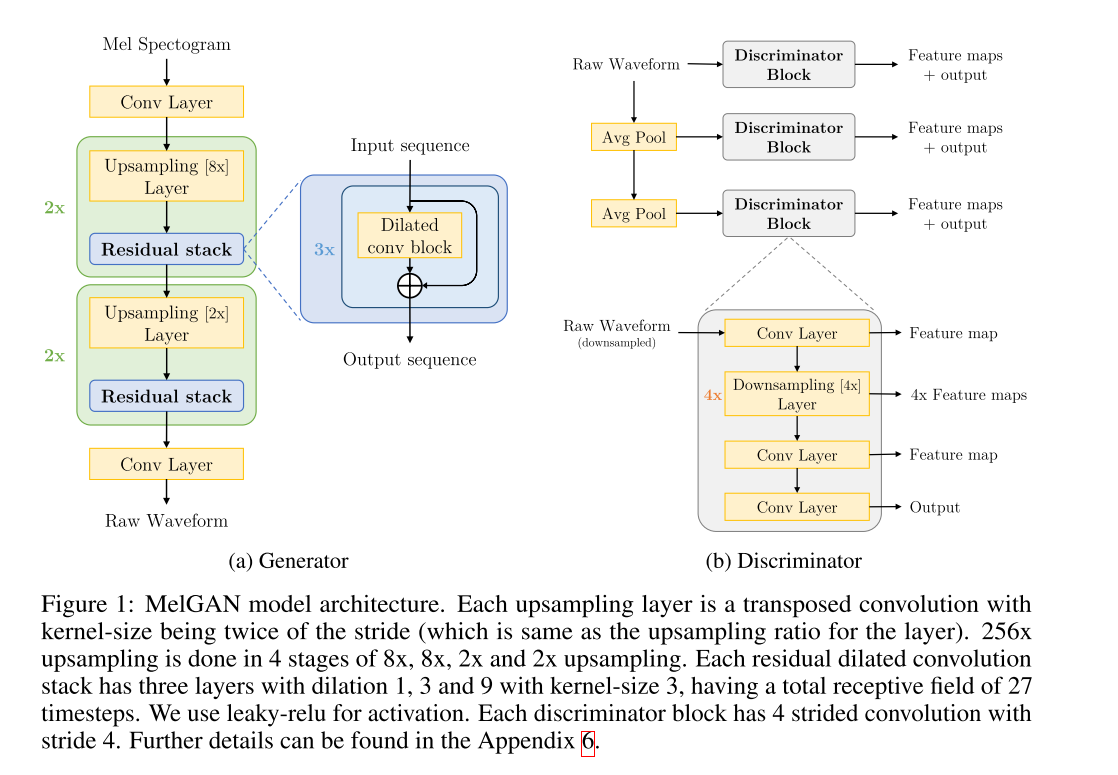 Mel Spectogram
Conv Layer
Upsampling [8x]
Layer
2x
Residual stack
Upsampling [2x]
Layer
2x
Residual stack
Conv Layer
Raw Waveform
Input sequence
3x
Dilated
conv block
Output sequence
(a) Generator
Raw Waveform
Discriminator
Block
Feature maps
+ output
Avg Pool
Discriminator
Block
Feature maps
+ output
Avg Pool
Discriminator
Block
Feature maps
+ output
Raw Waveform
(downsampled)
Conv Layer
Feature map
4x
Downsampling [4x]
Layer
4x Feature maps
Conv Layer
Feature map
Conv Layer
Output
(b) Discriminator
Figure 1: MelGAN model architecture. Each upsampling layer is a transposed convolution with
kernel-size being twice of the stride (which is same as the upsampling ratio for the layer). 256x
upsampling is done in 4 stages of 8x, 8x, 2x and 2x upsampling. Each residual dilated convolution
stack has three layers with dilation 1, 3 and 9 with kernel-size 3, having a total receptive field of 27
timesteps. We use leaky-relu for activation. Each discriminator block has 4 strided convolution with
stride 4. Further details can be found in the Appendix 6.